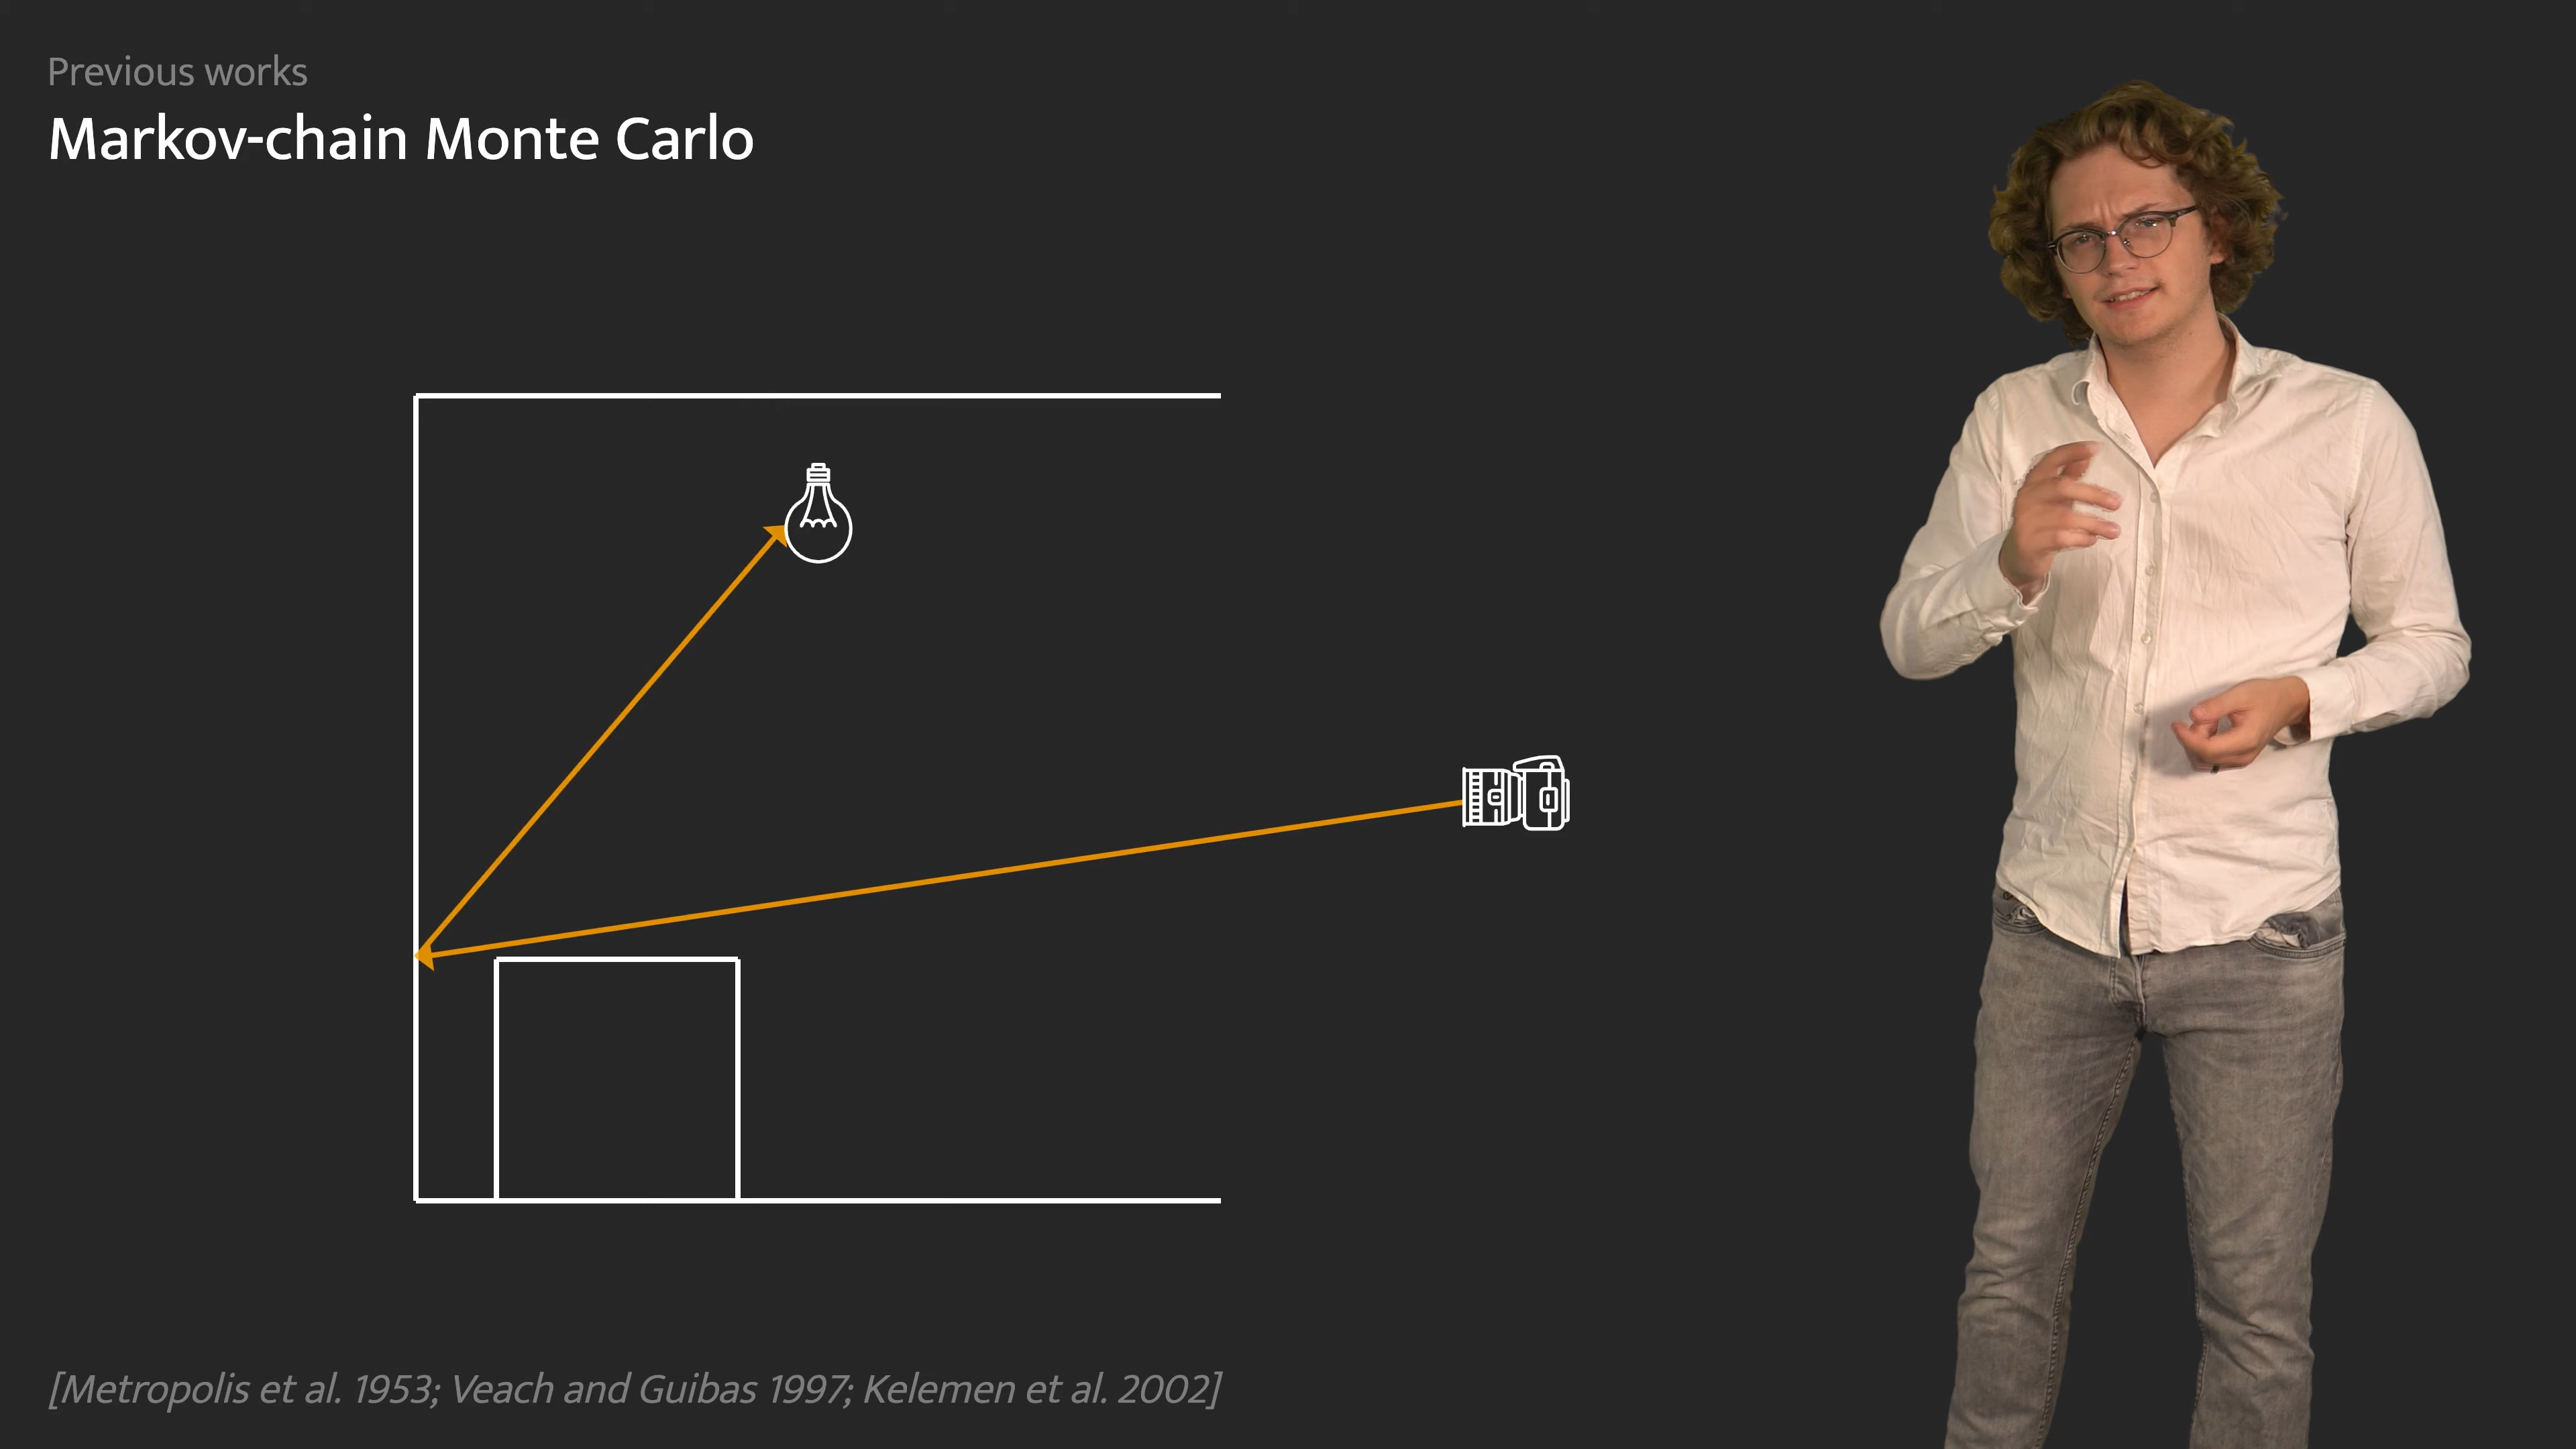 Previous works
Markov-chain Monte Carlo
[Metropolis et al. 1953; Veach and Guibas 1997; Kelemen et al. 2002]